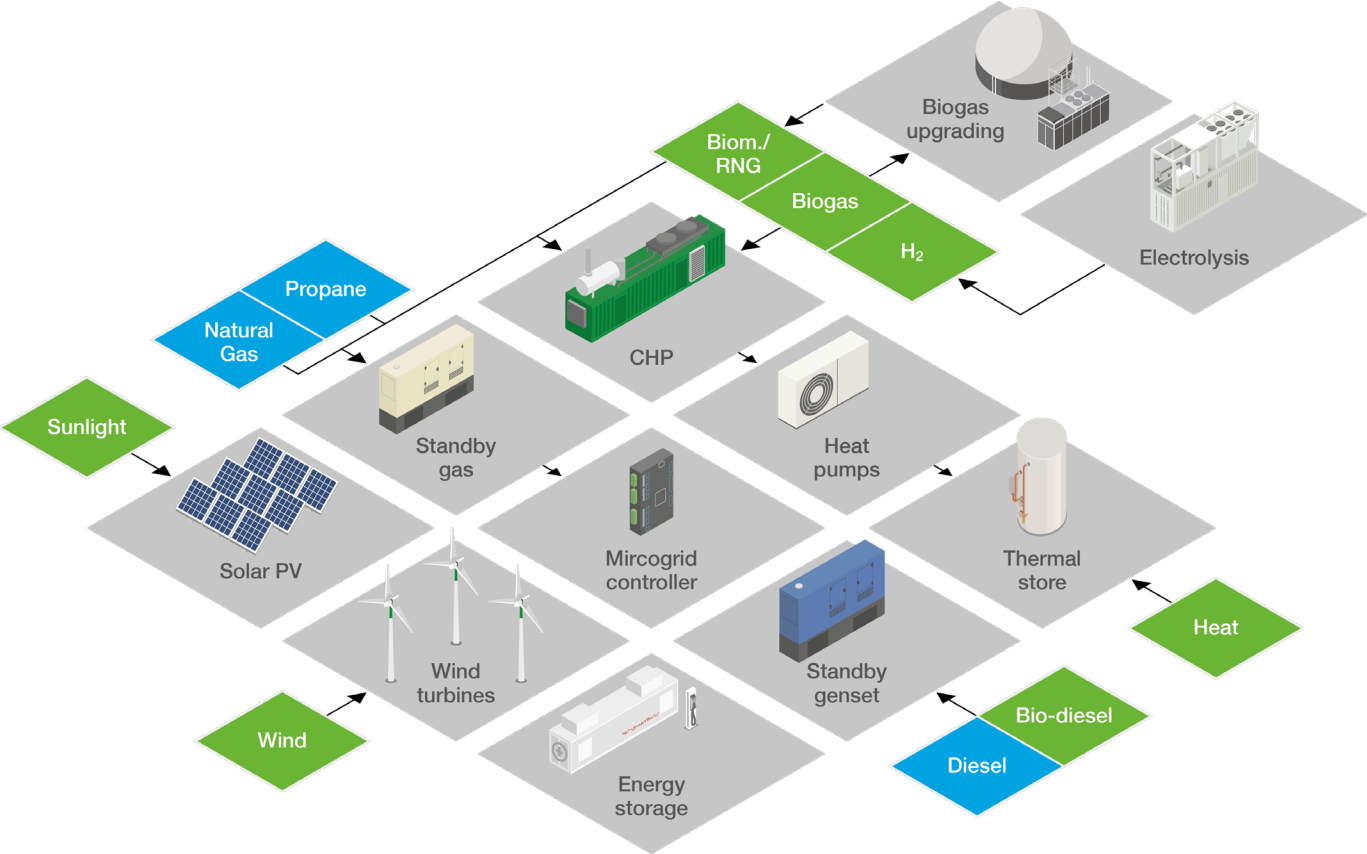 Biogas
upgrading
Biom./
RNG
Biogas
H₂
Electrolysis
Propane
Natural
Gas
CHP
Sunlight
Standby
gas
Heat
pumps
Solar PV
Mircogrid
controller
Thermal
store
Heat
Wind
turbines
Standby
genset
Wind
Bio-diesel
Diesel
Energy
storage